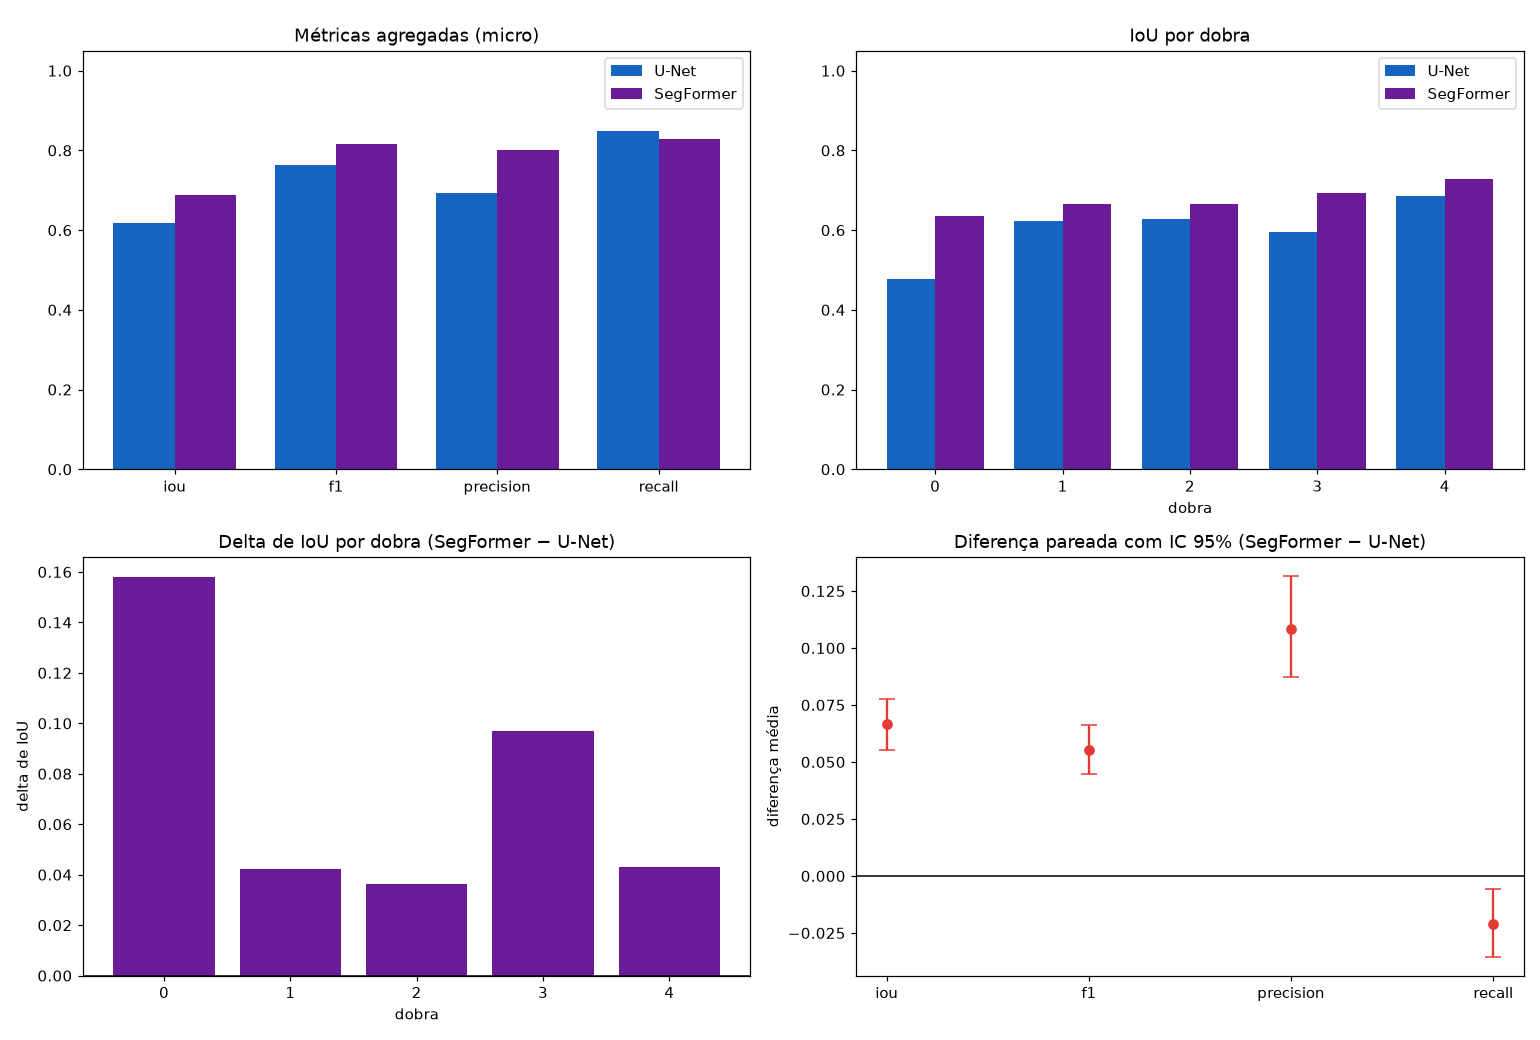 Métricas agregadas (micro)
1.0
0.8
0.6
0.4
0.2
0.0
U-Net
SegFormer
iou f1 precision recall
IoU por dobra
1.0
0.8
0.6
0.4
0.2
0.0
U-Net
SegFormer
0 1 2 3 4
dobra
Delta de IoU por dobra (SegFormer − U-Net)
delta de IoU
0.16
0.14
0.12
0.10
0.08
0.06
0.04
0.02
0.00
0 1 2 3 4
dobra
Diferença pareada com IC 95% (SegFormer − U-Net)
diferença média
0.125
0.100
0.075
0.050
0.025
0.000
−0.025
iou f1 precision recall